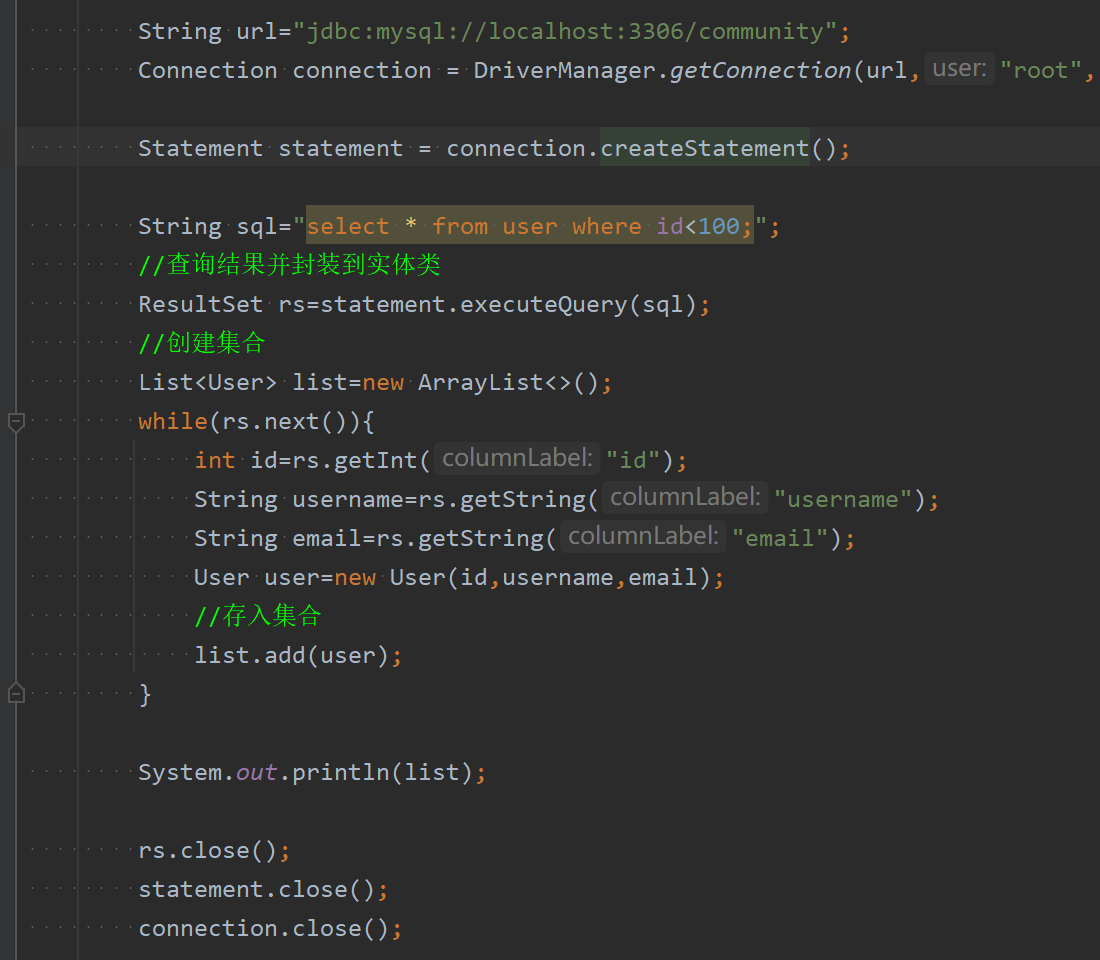 String url="jdbc:mysql://localhost:3306/community";
Connection connection = DriverManager.getConnection(url, user: "root",
Statement statement = connection.createStatement();
String sql="select * from user where id<100;";
//查询结果并封装到实体类
ResultSet rs=statement.executeQuery(sql);
//创建集合
List<User> list=new ArrayList<>();
while(rs.next()){
int id=rs.getInt( columnLabel: "id");
String username=rs.getString( columnLabel: "username");
String email=rs.getString( columnLabel: "email");
User user=new User(id,username,email);
//存入集合
list.add(user);
}
System.out.println(list);
rs.close();
statement.close();
connection.close();